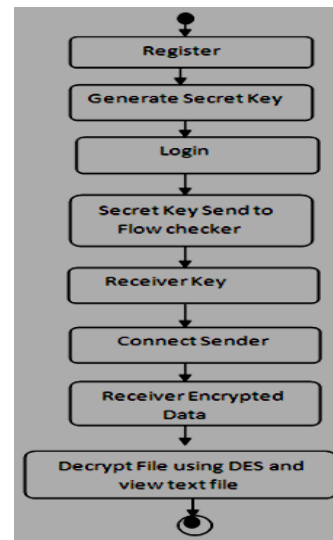 Register
Generate Secret Key
Login
Secret Key Send to
Flow checker
Receiver Key
Connect Sender
Receiver Encrypted
Data
Decrypt File using DES and
view text file